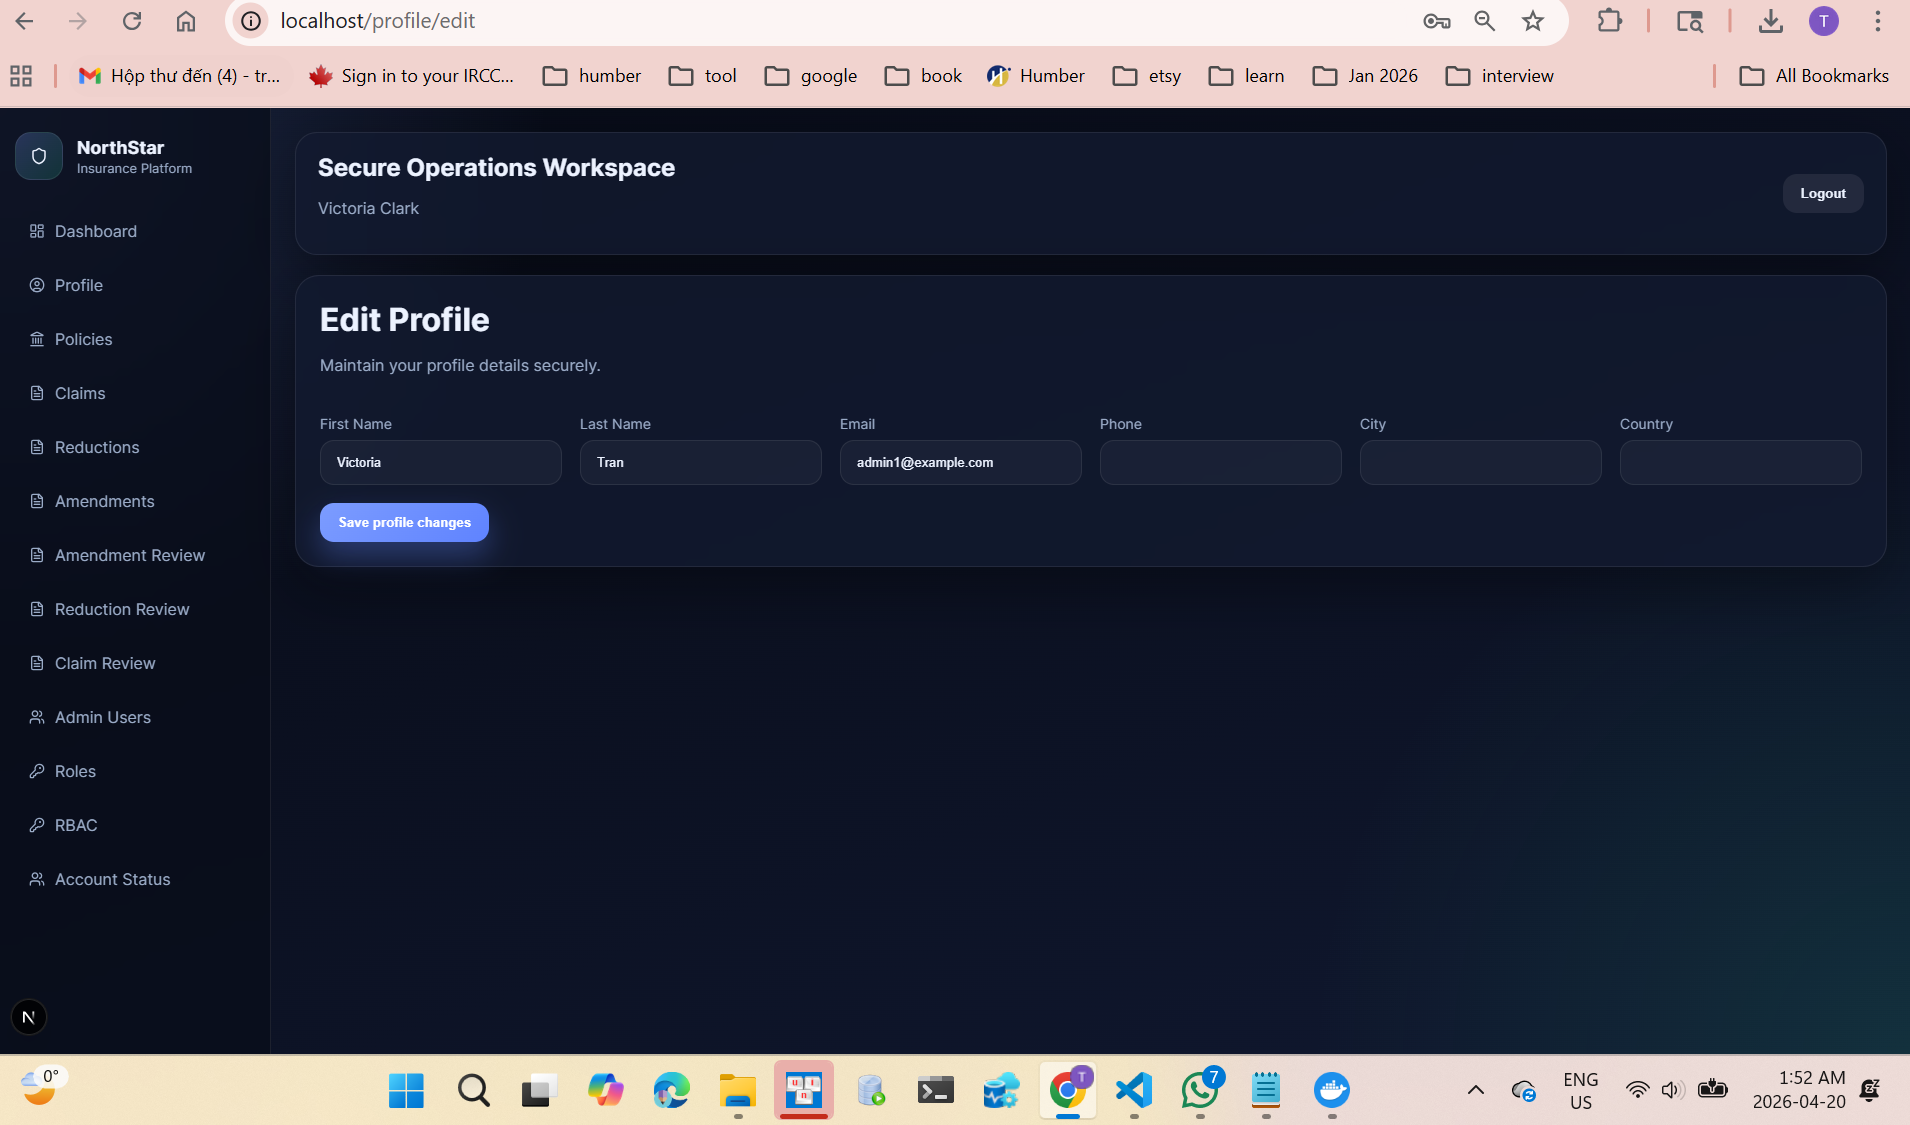 localhost/profile/edit
T
Hộp thư đến (4) - tr...
Sign in to your IRCC...
humber
tool
google
book
Humber
etsy
learn
Jan 2026
interview
All Bookmarks
NorthStar
Insurance Platform
Dashboard
Profile
Policies
Claims
Reductions
Amendments
Amendment Review
Reduction Review
Claim Review
Admin Users
Roles
RBAC
Account Status
N
Secure Operations Workspace
Victoria Clark
Logout
Edit Profile
Maintain your profile details securely.
First Name
Last Name
Email
Phone
City
Country
Victoria
Tran
admin1@example.com
Save profile changes
0°
T
7
ENG
US
1:52 AM
2026-04-20